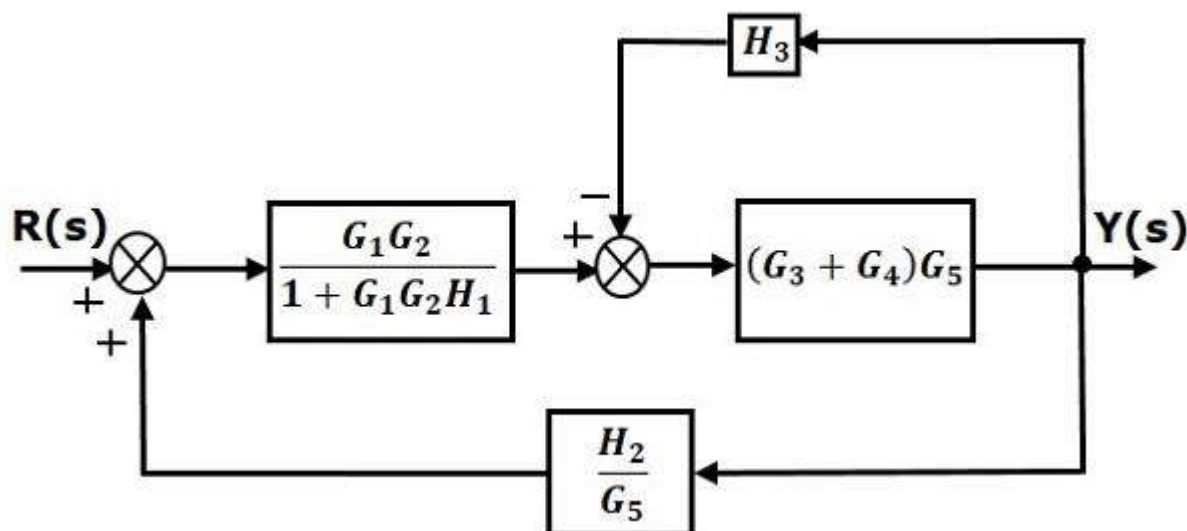 H₃
−
R(s)
+
G₁G₂
1 + G₁G₂H₁
+
(G₃ + G₄)G₅
Y(s)
+
H₂
G₅